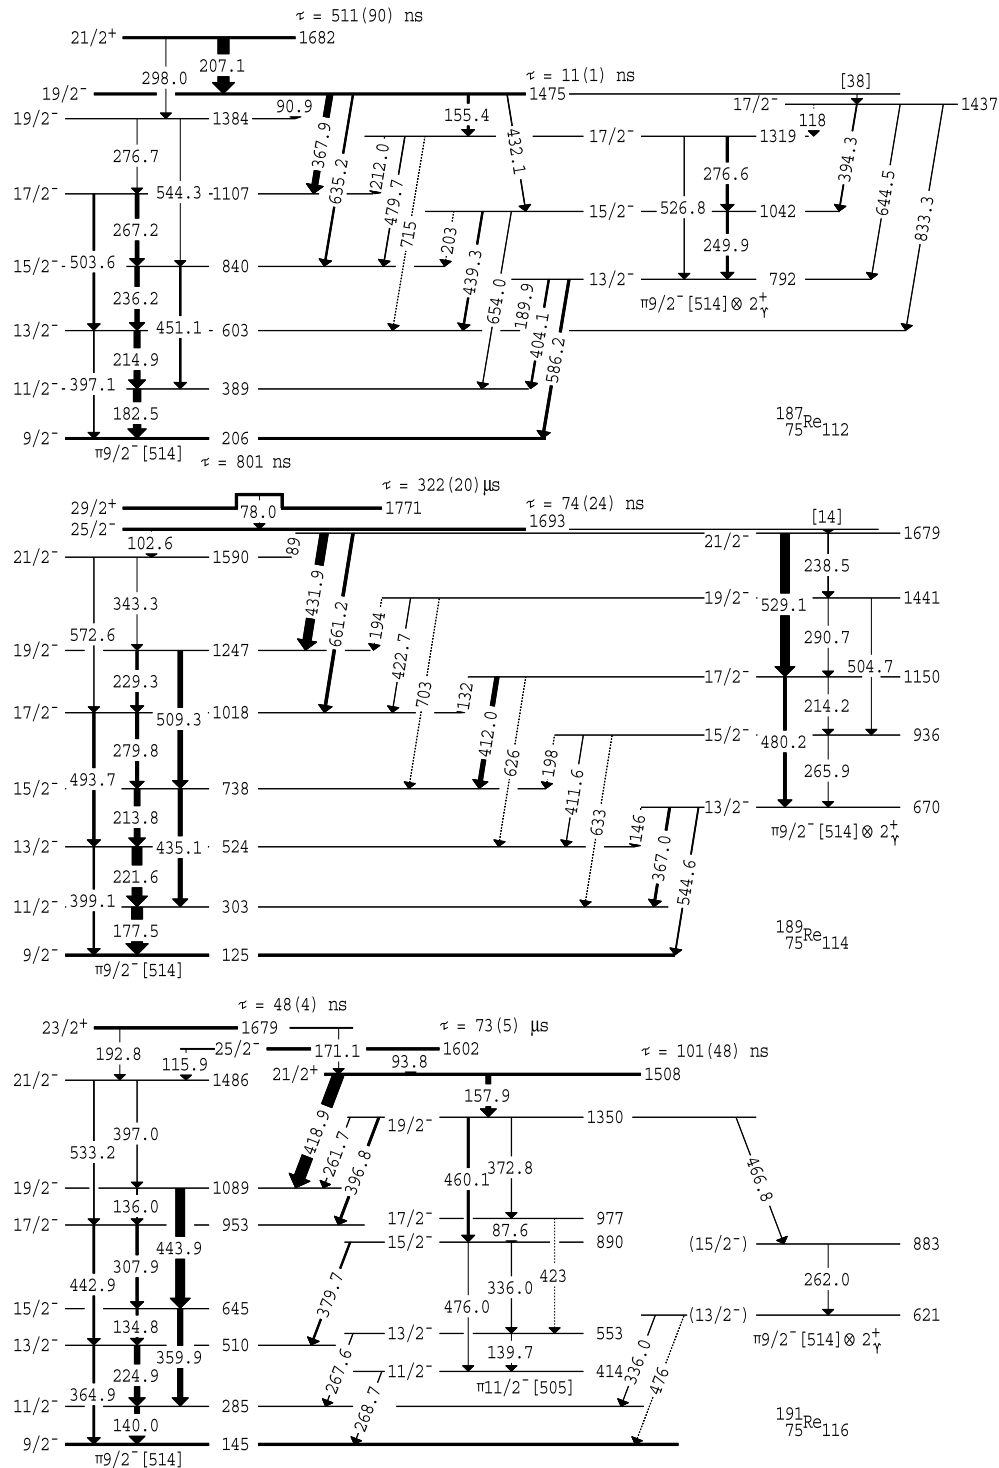 τ = 511(90) ns
21/2+ 1682
298.0 207.1
τ = 11(1) ns
19/2- 1475 [38]
17/2- 1437
19/2- 1384 90.9 155.4 118
367.9 635.2 432.1 394.3 644.5 833.3
17/2- 1319
276.7 212.0 479.7 715 276.6
17/2- 544.3 1107
526.8
15/2- 1042
267.2 203 439.3 654.0 249.9
15/2- 503.6 840
13/2- 792
236.2 189.9 404.1 586.2
π9/2-[514]⊗2+γ
13/2- 451.1 603
214.9
11/2- 397.1 389
182.5
187
75Re112
9/2- 206
π9/2-[514]
τ = 801 ns
τ = 322(20)μs
29/2+ 1771
78.0
τ = 74(24) ns
25/2- 1693 [14]
102.6 89
21/2- 1679
21/2- 1590
431.9 661.2 238.5
343.3 194 422.7 703
19/2- 1441
529.1
572.6 290.7
19/2- 1247
504.7
229.3 132 412.0 626
17/2- 1150
17/2- 509.3 1018
214.2
279.8 198 411.6 633
15/2- 936
480.2
493.7 265.9
15/2- 738
213.8 146 367.0 544.6
13/2- 670
π9/2-[514]⊗2+γ
13/2- 435.1 524
221.6
11/2- 399.1 303
177.5
189
75Re114
9/2- 125
π9/2-[514]
τ = 48(4) ns
23/2+ 1679
τ = 73(5) μs
192.8 171.1
25/2- 1602
115.9 93.8
τ = 101(48) ns
21/2+ 1508
21/2- 1486
157.9
418.9 261.7 396.8
19/2- 1350
397.0
533.2 460.1 372.8 466.8
19/2- 1089
136.0
17/2- 977
17/2- 953
87.6
15/2- 890
(15/2-) 883
443.9
307.9 379.7 423
442.9 336.0 262.0
476.0
15/2- 645
(13/2-) 621
134.8
13/2- 553
π9/2-[514]⊗2+γ
13/2- 510
359.9 267.6 139.7 336.0 476
224.9
11/2- 414
364.9 268.7
π11/2-[505]
11/2- 285
140.0
191
75Re116
9/2- 145
π9/2-[514]